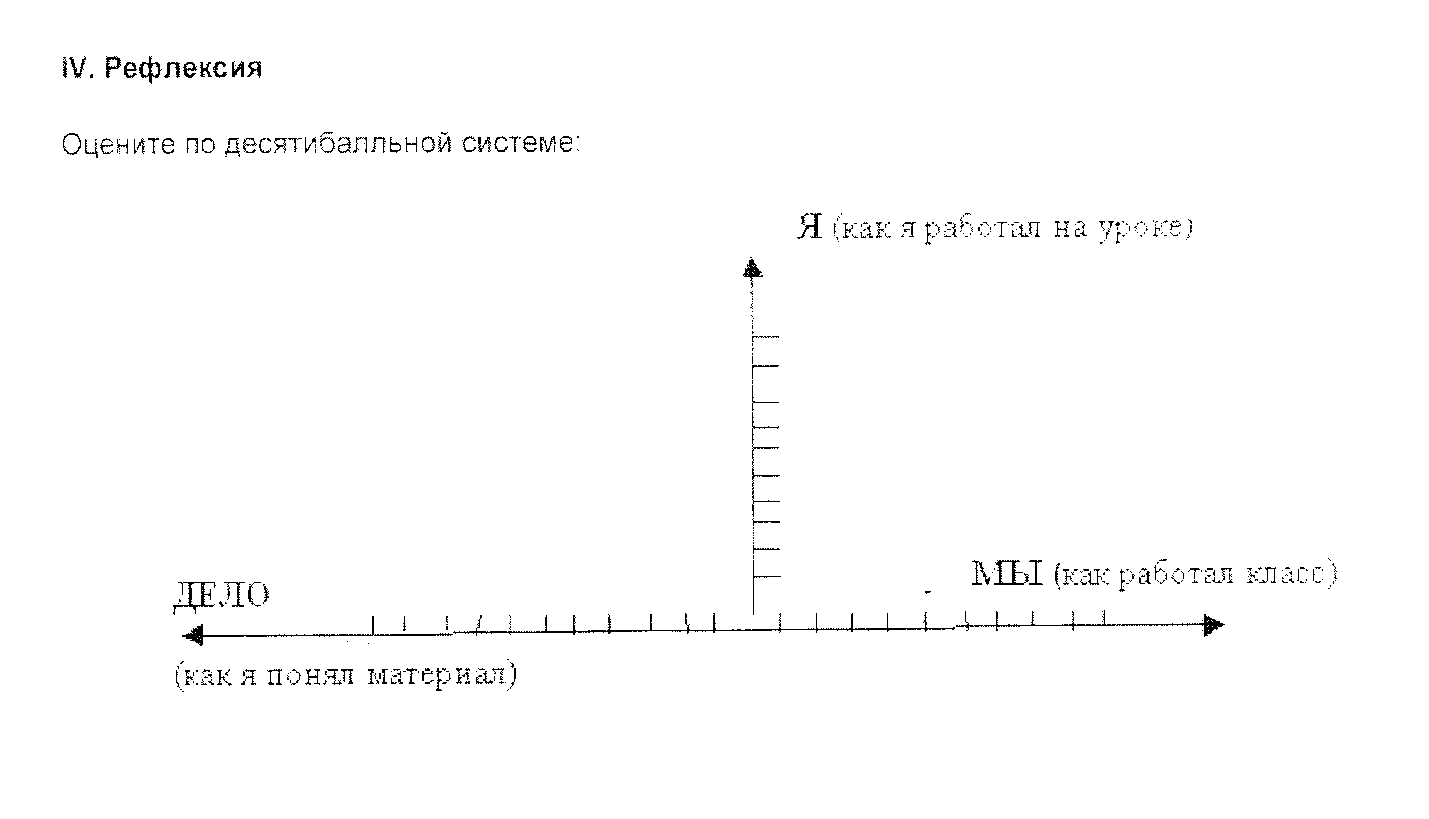 IV. Рефлексия
Оцените по десятибалльной системе:
Я (как я работал на уроке)
МЫ (как работал класс)
ДЕЛО
(как я понял материал)